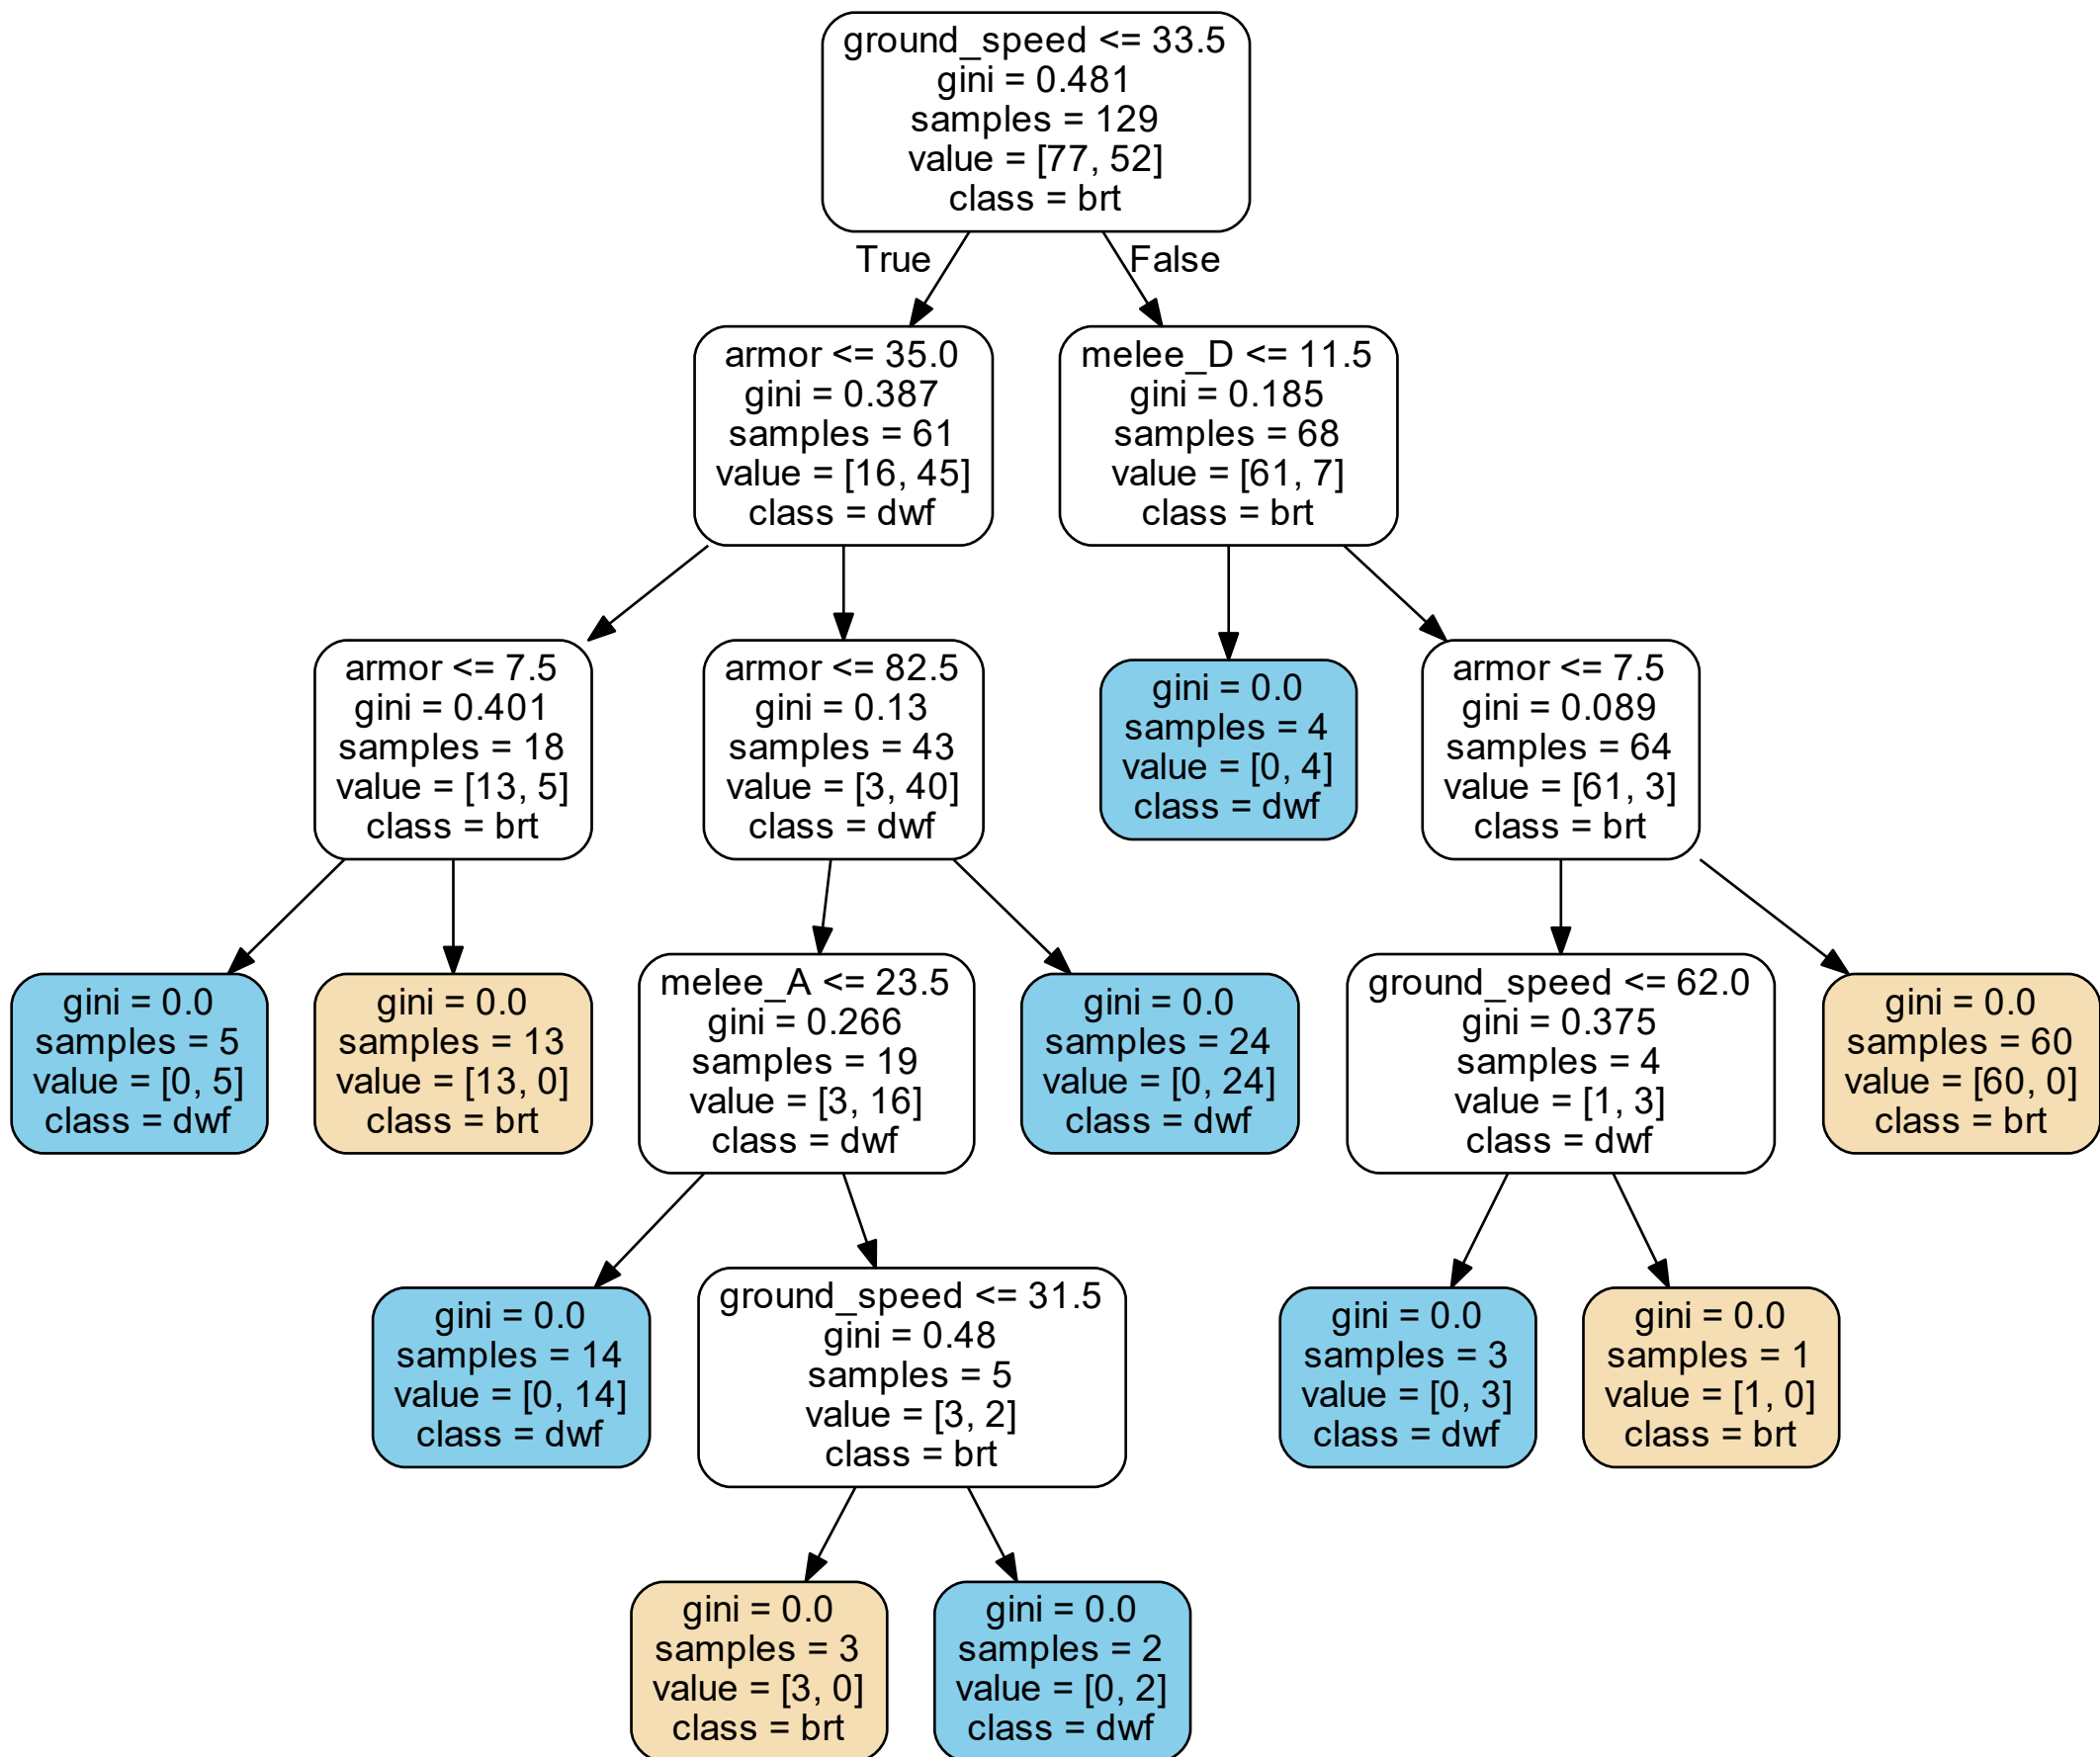 ground_speed <= 33.5
gini = 0.481
samples = 129
value = [77, 52]
class = brt
True
False
armor <= 35.0
gini = 0.387
samples = 61
value = [16, 45]
class = dwf
melee_D <= 11.5
gini = 0.185
samples = 68
value = [61, 7]
class = brt
armor <= 7.5
gini = 0.401
samples = 18
value = [13, 5]
class = brt
armor <= 82.5
gini = 0.13
samples = 43
value = [3, 40]
class = dwf
gini = 0.0
samples = 4
value = [0, 4]
class = dwf
armor <= 7.5
gini = 0.089
samples = 64
value = [61, 3]
class = brt
gini = 0.0
samples = 5
value = [0, 5]
class = dwf
gini = 0.0
samples = 13
value = [13, 0]
class = brt
melee_A <= 23.5
gini = 0.266
samples = 19
value = [3, 16]
class = dwf
gini = 0.0
samples = 24
value = [0, 24]
class = dwf
ground_speed <= 62.0
gini = 0.375
samples = 4
value = [1, 3]
class = dwf
gini = 0.0
samples = 60
value = [60, 0]
class = brt
gini = 0.0
samples = 14
value = [0, 14]
class = dwf
ground_speed <= 31.5
gini = 0.48
samples = 5
value = [3, 2]
class = brt
gini = 0.0
samples = 3
value = [0, 3]
class = dwf
gini = 0.0
samples = 1
value = [1, 0]
class = brt
gini = 0.0
samples = 3
value = [3, 0]
class = brt
gini = 0.0
samples = 2
value = [0, 2]
class = dwf